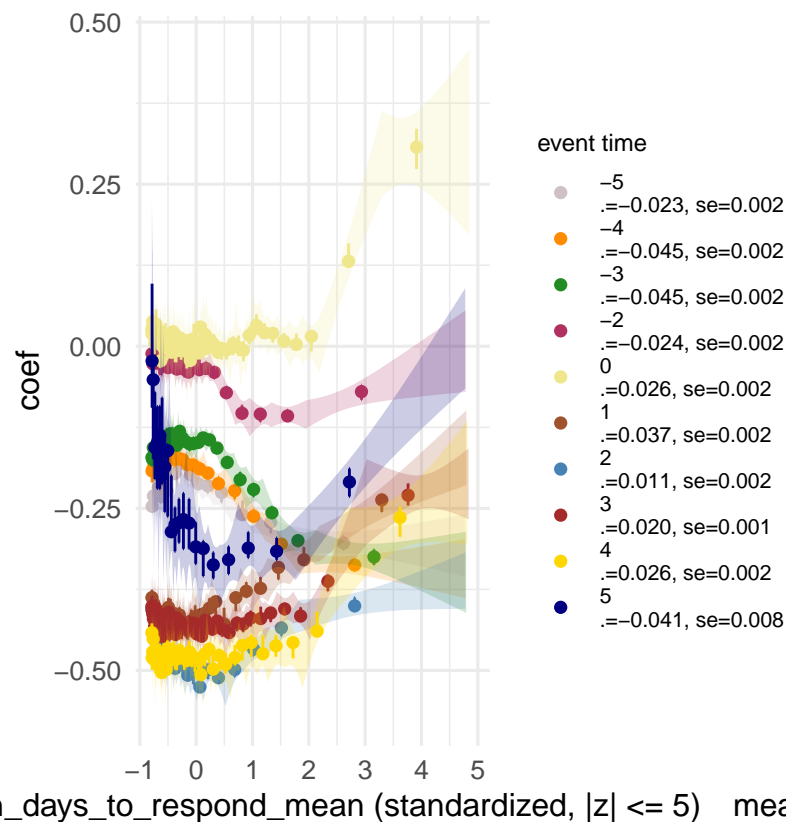 0.50
0.25
0.00
−0.25
−0.50
coef
−1 0 1 2 3 4 5
n_days_to_respond_mean (standardized, |z| <= 5) mea
event time
−5
.=−0.023, se=0.002
−4
.=−0.045, se=0.002
−3
.=−0.045, se=0.002
−2
.=−0.024, se=0.002
0
.=0.026, se=0.002
1
.=0.037, se=0.002
2
.=0.011, se=0.002
3
.=0.020, se=0.001
4
.=0.026, se=0.002
5
.=−0.041, se=0.008